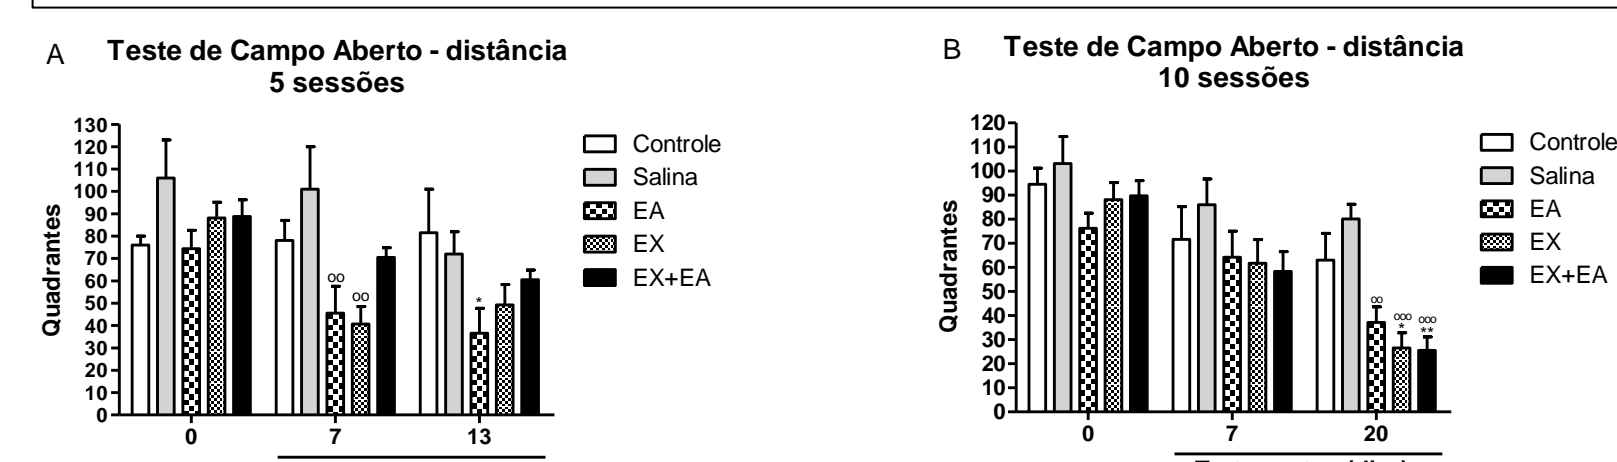 A
Teste de Campo Aberto - distância
5 sessões
Quadrantes
130
120
110
100
90
80
70
60
50
40
30
20
10
0
oo
oo
*
0
7
13
Controle
Salina
EA
EX
EX+EA
B
Teste de Campo Aberto - distância
10 sessões
Quadrantes
120
110
100
90
80
70
60
50
40
30
20
10
0
oo
ooo
*
ooo
**
0
7
20
Controle
Salina
EA
EX
EX+EA